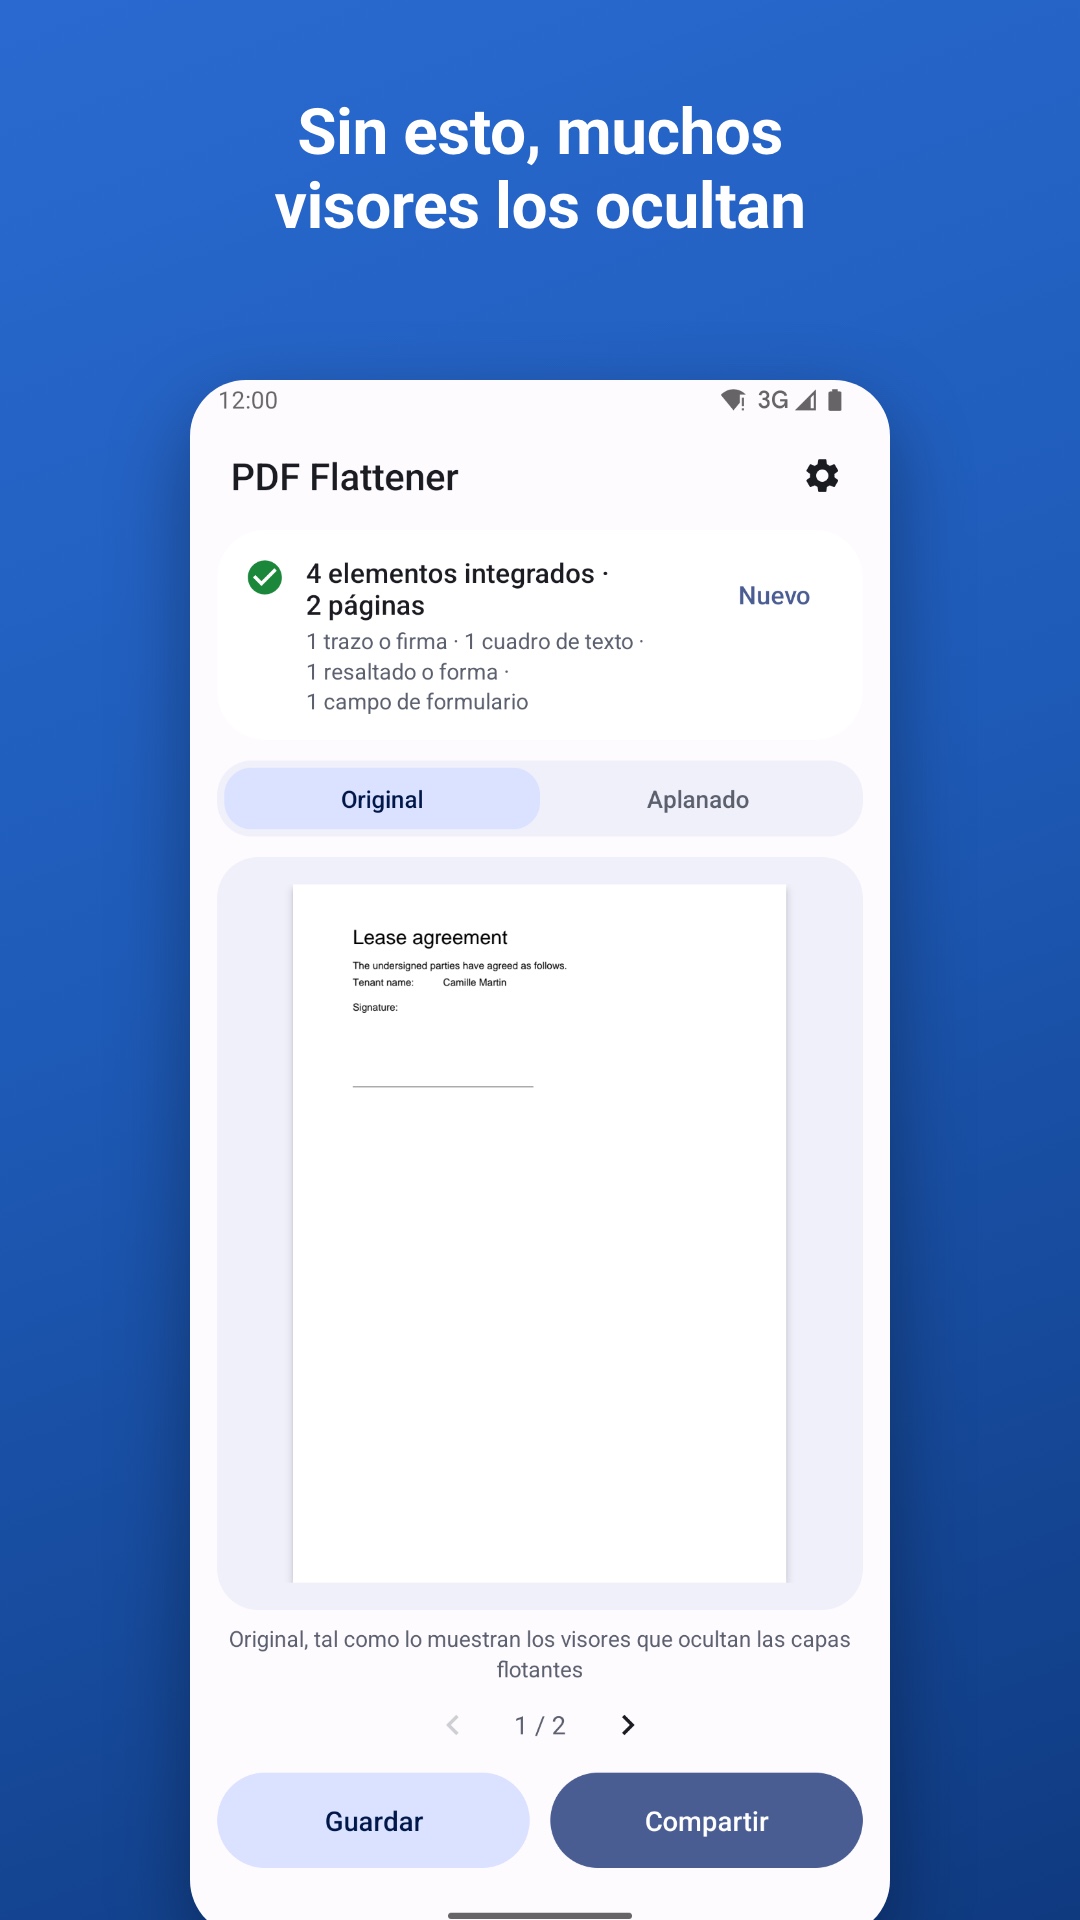 Sin esto, muchos
visores los ocultan
12:00
3G
PDF Flattener
4 elementos integrados ·
2 páginas
Nuevo
1 trazo o firma · 1 cuadro de texto ·
1 resaltado o forma ·
1 campo de formulario
Original
Aplanado
Lease agreement
The undersigned parties have agreed as follows.
Tenant name: Camille Martin
Signature:
Original, tal como lo muestran los visores que ocultan las capas
flotantes
1 / 2
Guardar
Compartir